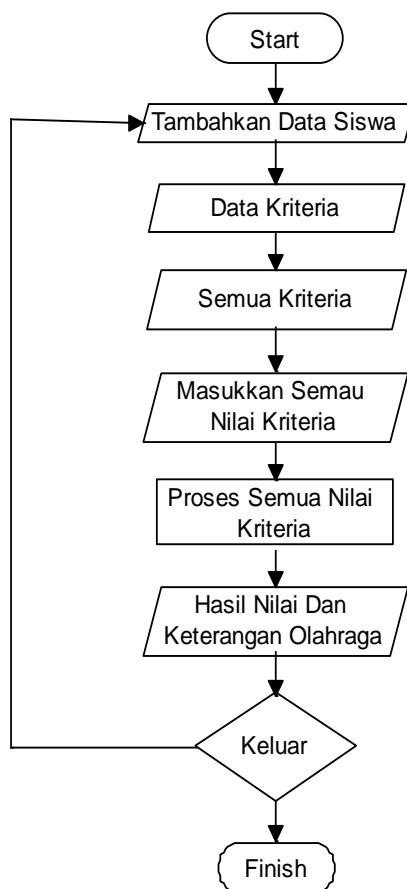 Start
Tambahkan Data Siswa
Data Kriteria
Semua Kriteria
Masukkan Semau
Nilai Kriteria
Proses Semua Nilai
Kriteria
Hasil Nilai Dan
Keterangan Olahraga
Keluar
Finish